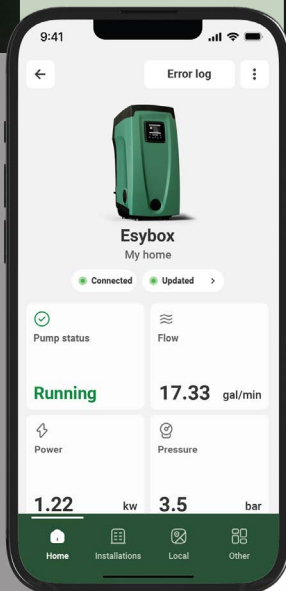 9:41
Error log
Esybox
My home
Connected
Updated
Pump status
Flow
Running
17.33 gal/min
Power
Pressure
1.22 kw
3.5 bar
Home
Installations
Local
Other